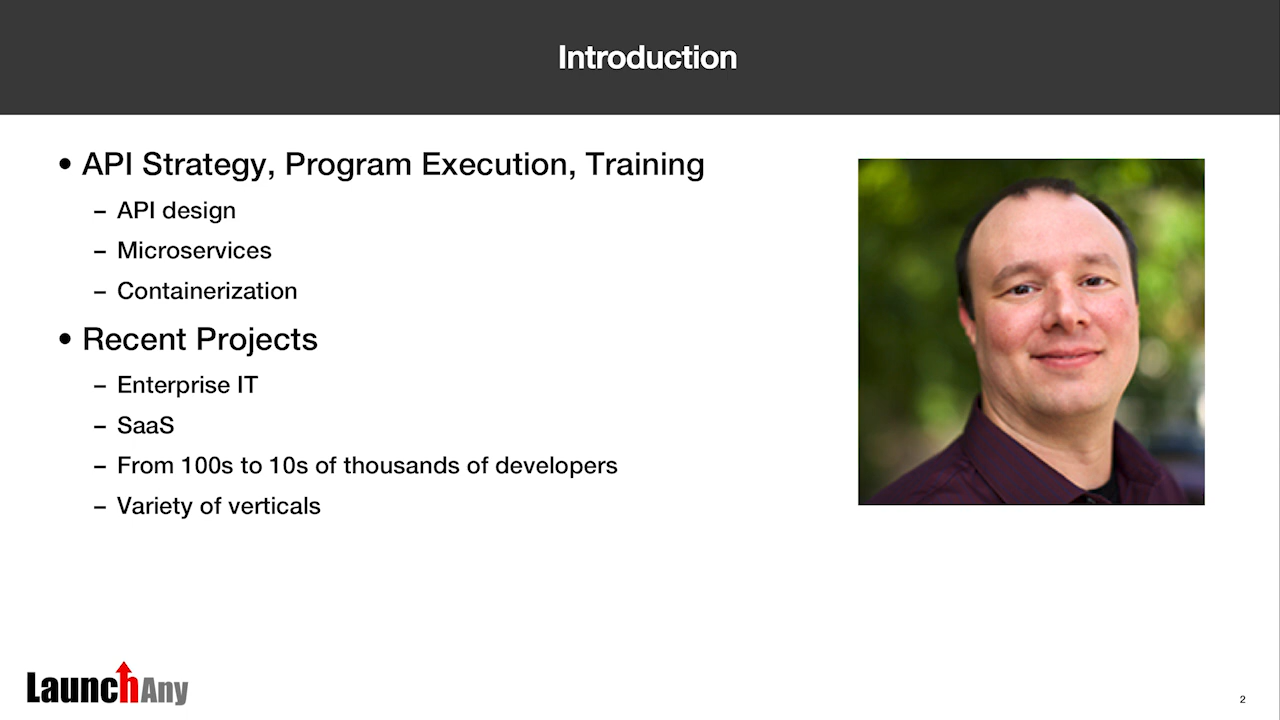 Introduction
• API Strategy, Program Execution, Training
– API design
– Microservices
– Containerization
• Recent Projects
– Enterprise IT
– SaaS
– From 100s to 10s of thousands of developers
– Variety of verticals
LaunchAny
2